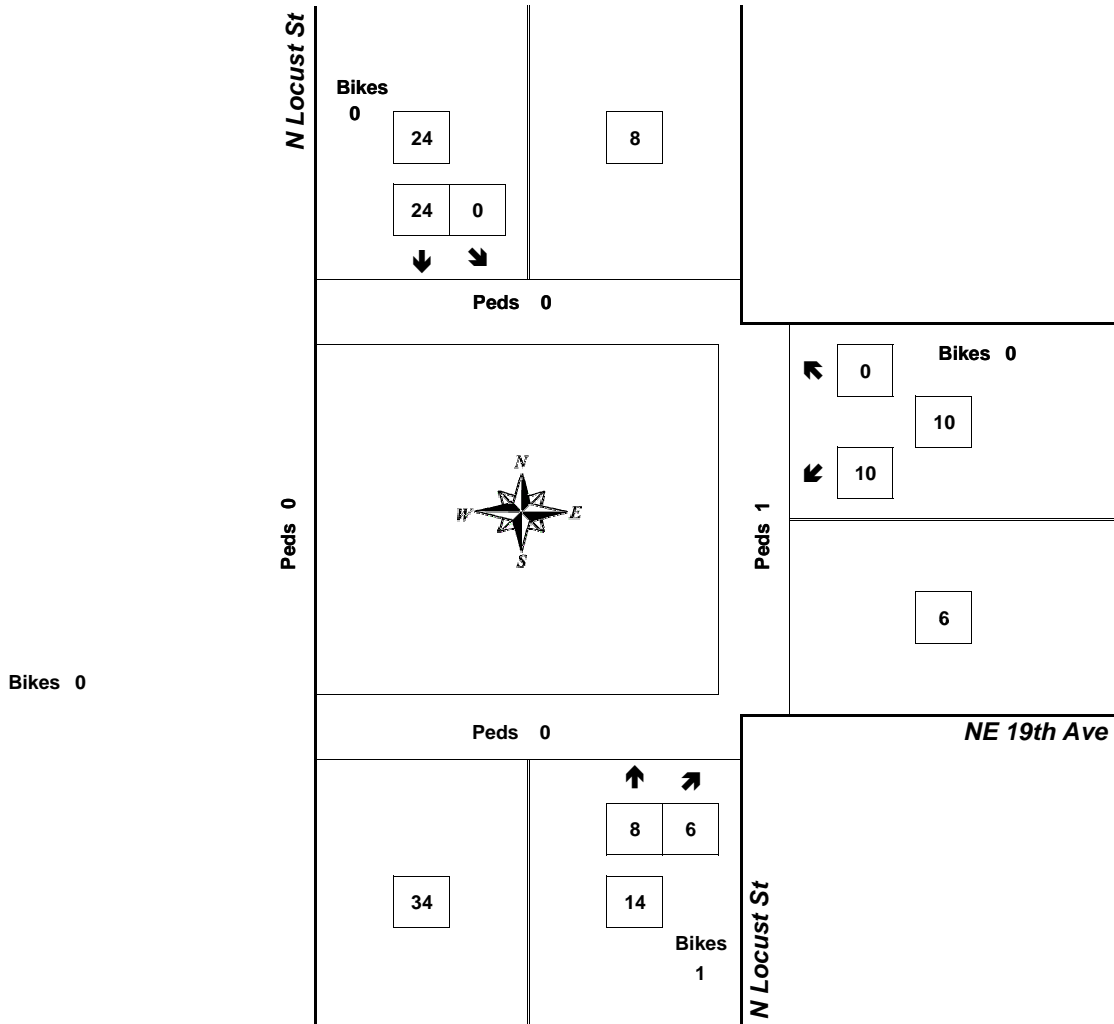 N Locust St
Bikes
0
24
8
24 0
Peds 0
Bikes 0
0
10
10
N
W E
S
Peds 0
Peds 1
6
Bikes 0
Peds 0
NE 19th Ave
8 6
34
14
Bikes
1
N Locust St